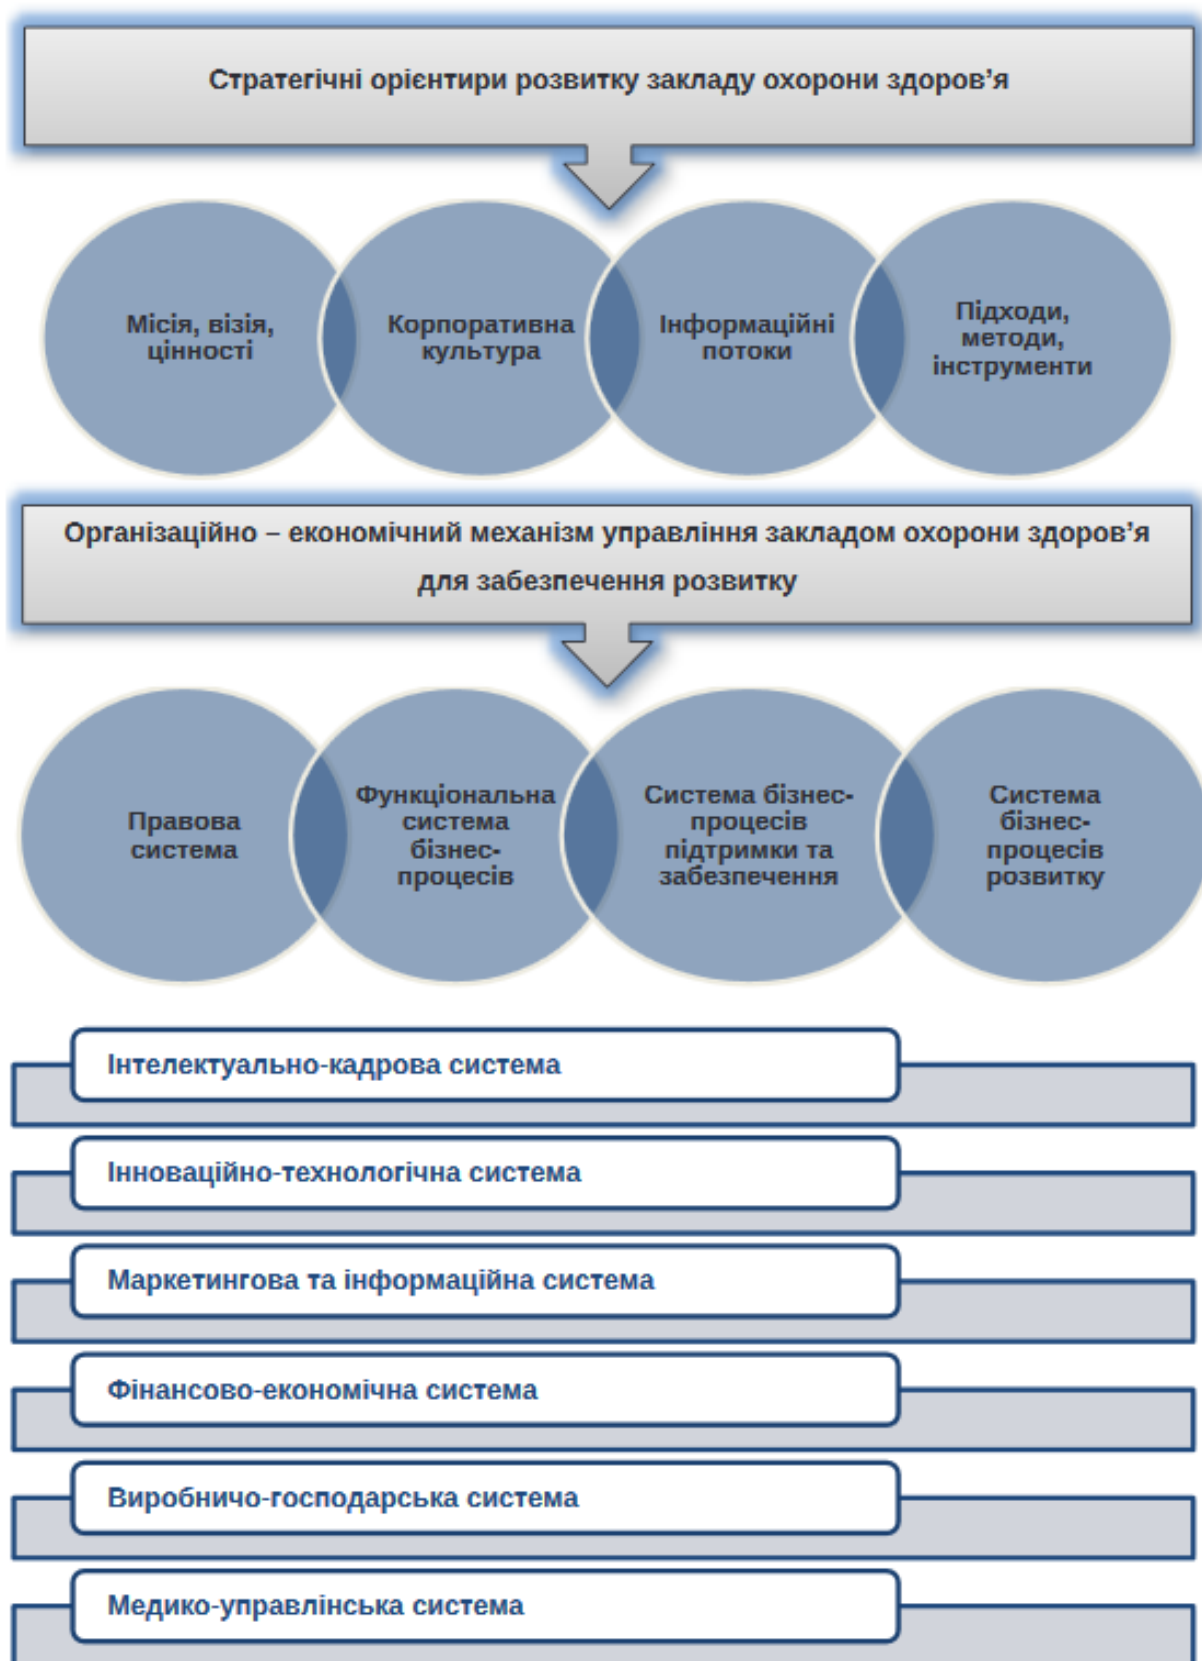 Стратегічні орієнтири розвитку закладу охорони здоров’я
Місія, візія,
цінності
Корпоративна
культура
Інформаційні
потоки
Підходи,
методи,
інструменти
Організаційно – економічний механізм управління закладом охорони здоров’я
для забезпечення розвитку
Правова
система
Функціональна
система
бізнес-
процесів
Система бізнес-
процесів
підтримки та
забезпечення
Система
бізнес-
процесів
розвитку
Інтелектуально-кадрова система
Інноваційно-технологічна система
Маркетингова та інформаційна система
Фінансово-економічна система
Виробничо-господарська система
Медико-управлінська система